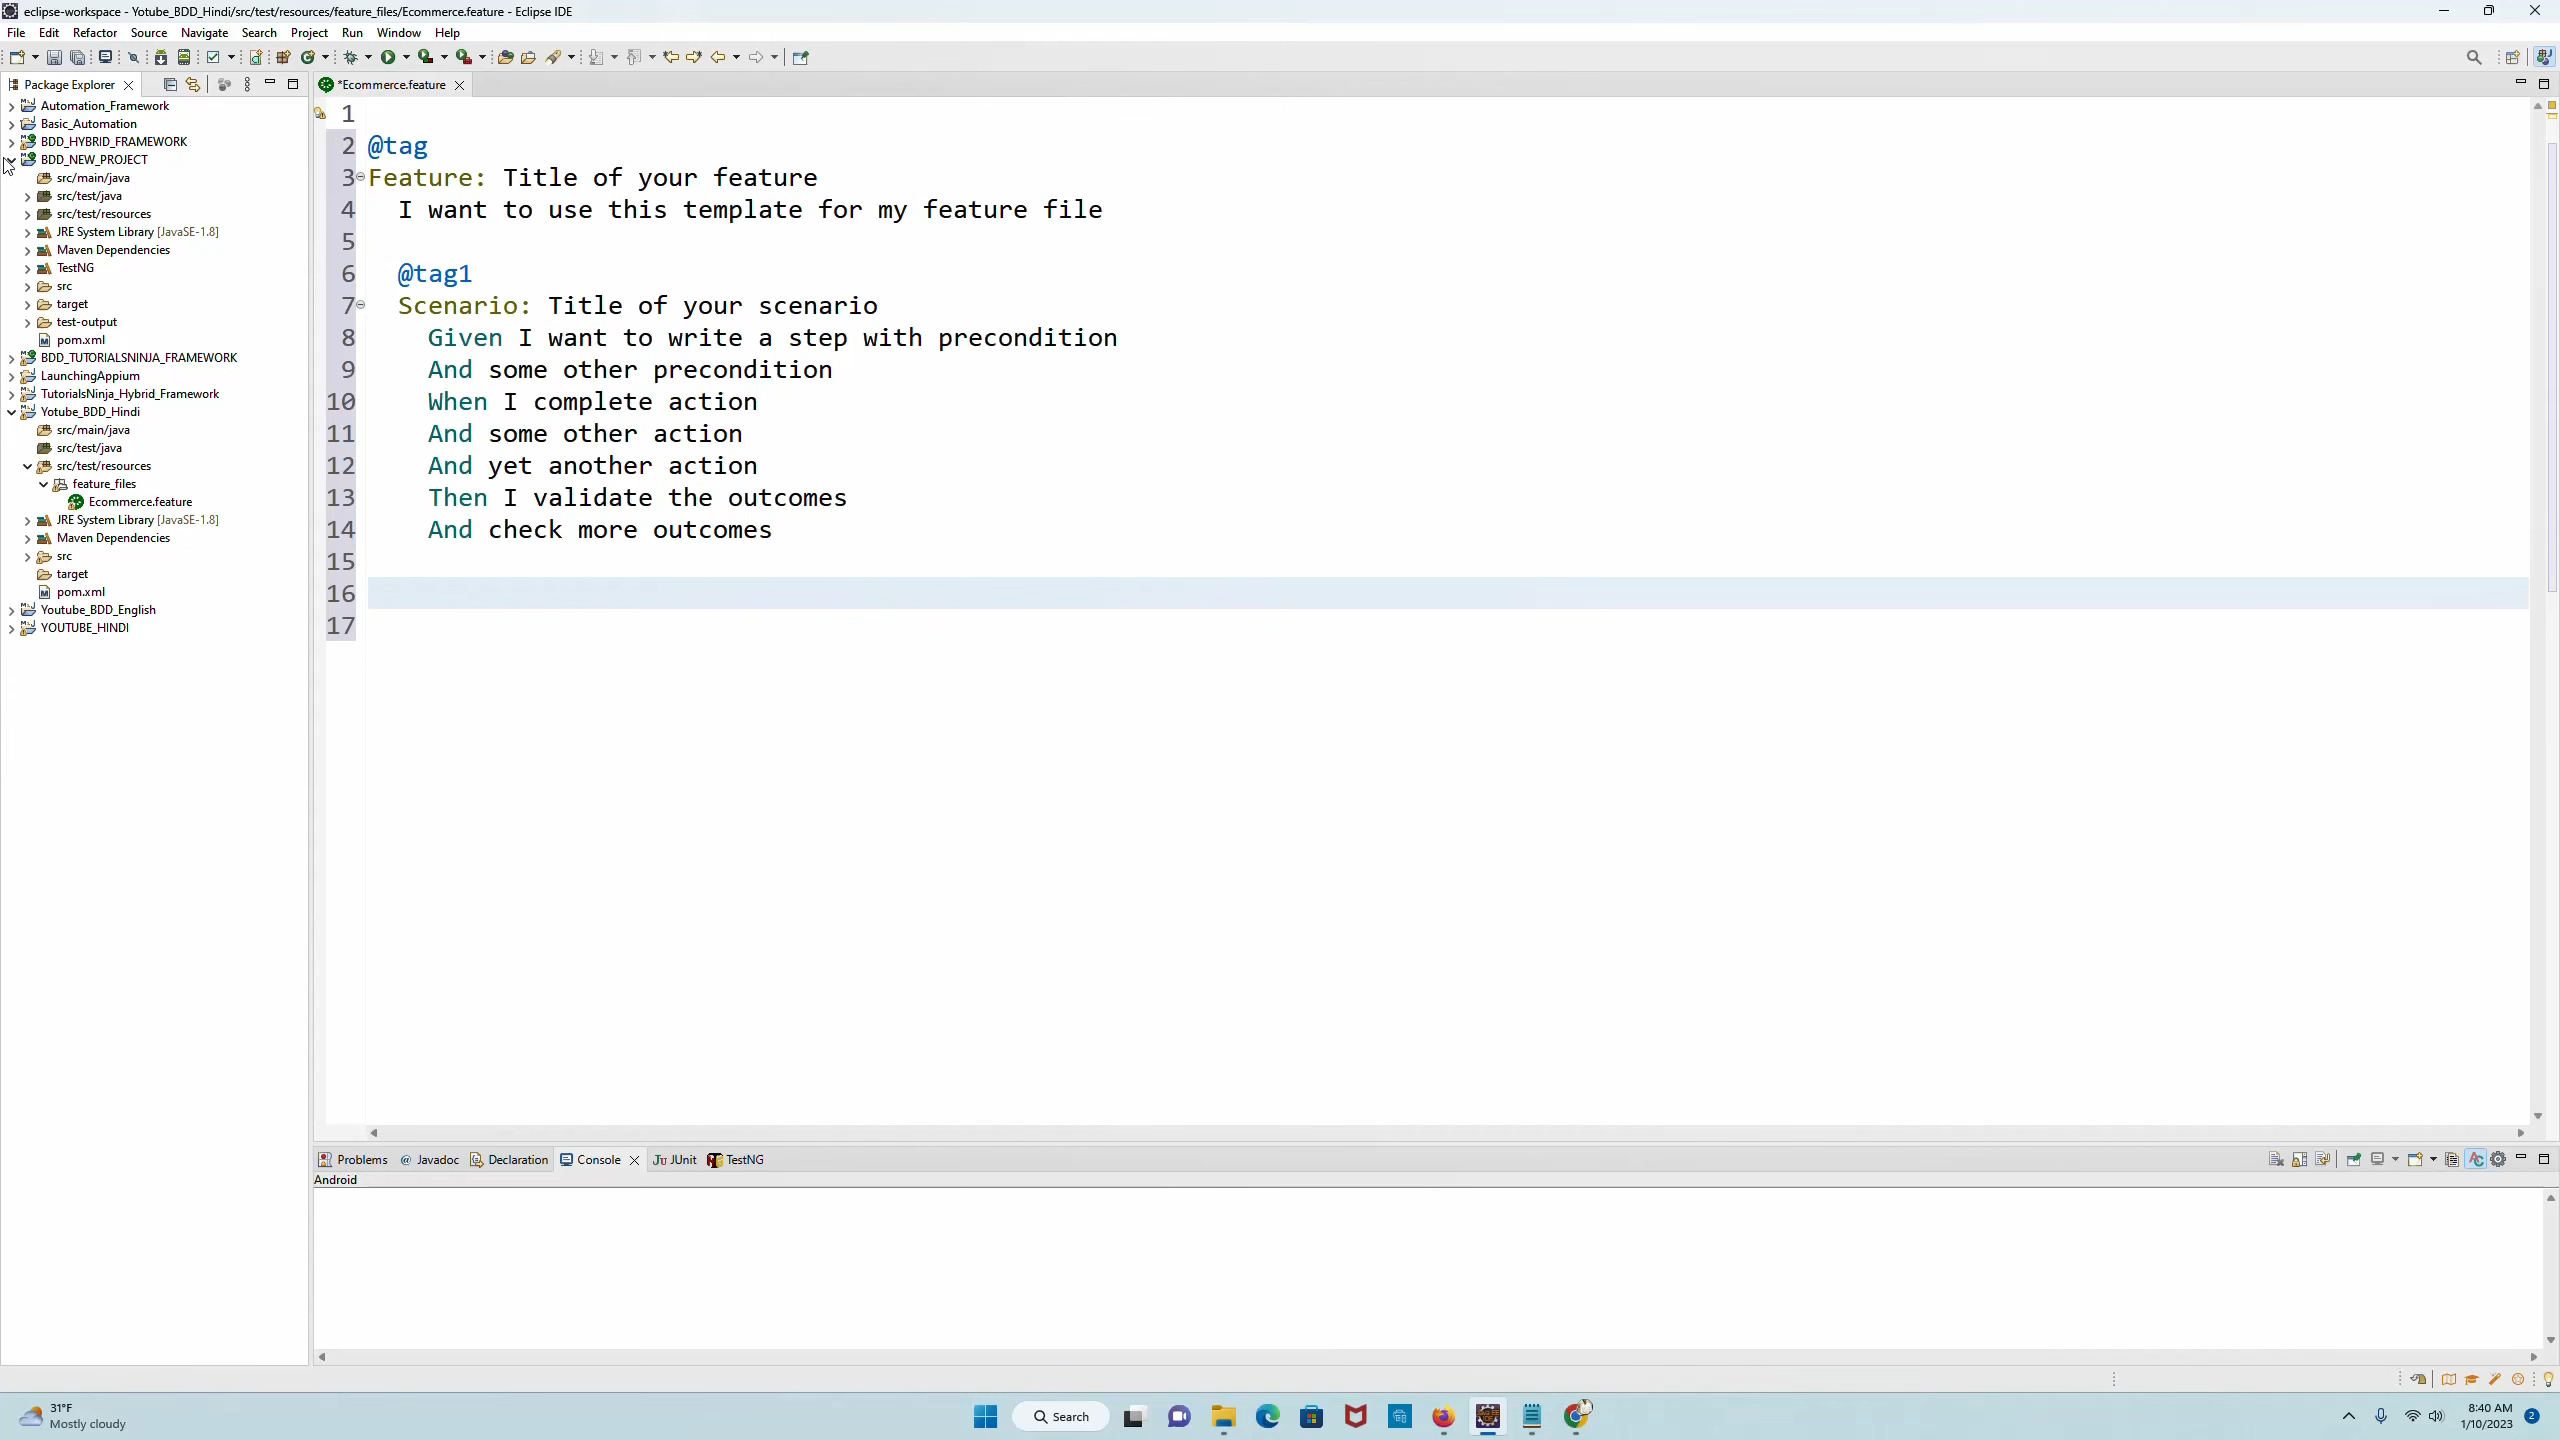 eclipse-workspace - Yotube_BDD_Hindi/src/test/resources/feature_files/Ecommerce.feature - Eclipse IDE
File Edit Refactor Source Navigate Search Project Run Window Help
Package Explorer
Automation_Framework
Basic_Automation
BDD_HYBRID_FRAMEWORK
BDD_NEW_PROJECT
src/main/java
src/test/java
src/test/resources
JRE System Library [JavaSE-1.8]
Maven Dependencies
TestNG
src
target
test-output
pom.xml
BDD_TUTORIALSNINJA_FRAMEWORK
LaunchingAppium
TutorialsNinja_Hybrid_Framework
Yotube_BDD_Hindi
src/main/java
src/test/java
src/test/resources
feature_files
Ecommerce.feature
JRE System Library [JavaSE-1.8]
Maven Dependencies
src
target
pom.xml
Youtube_BDD_English
YOUTUBE_HINDI
*Ecommerce.feature
1
2 @tag
3 Feature: Title of your feature
4 I want to use this template for my feature file
5
6 @tag1
7 Scenario: Title of your scenario
8 Given I want to write a step with precondition
9 And some other precondition
10 When I complete action
11 And some other action
12 And yet another action
13 Then I validate the outcomes
14 And check more outcomes
15
16
17
Problems @ Javadoc Declaration Console Ju JUnit TestNG
Android
31°F
Mostly cloudy
Search
8:40 AM
1/10/2023
2